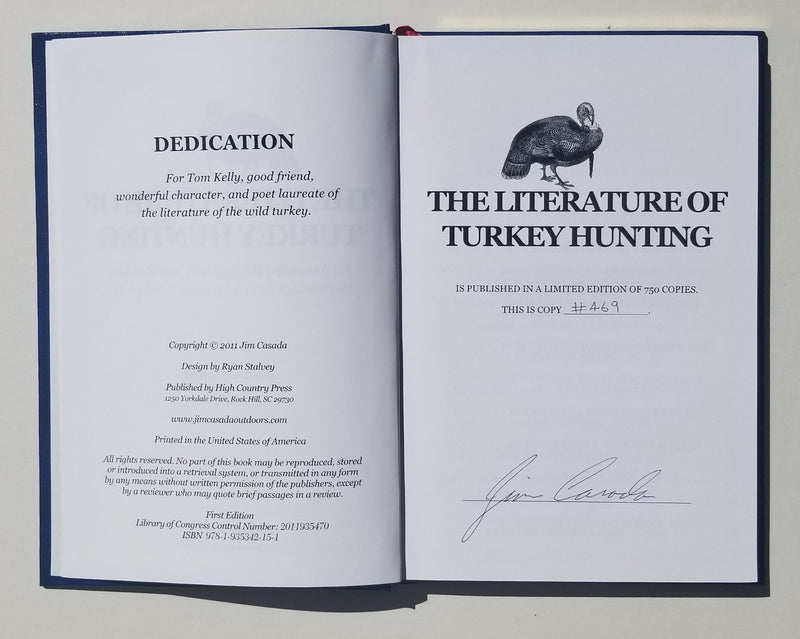 DEDICATION
For Tom Kelly, good friend,
wonderful character, and poet laureate of
the literature of the wild turkey.
Copyright © 2011 Jim Casada
Design by Ryan Stalvey
Published by High Country Press
1250 Yorkdale Drive, Rock Hill, SC 29730
www.jimcasadaoutdoors.com
Printed in the United States of America
All rights reserved. No part of this book may be reproduced, stored
or introduced into a retrieval system, or transmitted in any form
by any means without written permission of the publishers, except
by a reviewer who may quote brief passages in a review.
First Edition
Library of Congress Control Number: 2011935470
ISBN 978-1-935342-15-1
THE LITERATURE OF
TURKEY HUNTING
IS PUBLISHED IN A LIMITED EDITION OF 750 COPIES.
THIS IS COPY #469.
Jim Casada